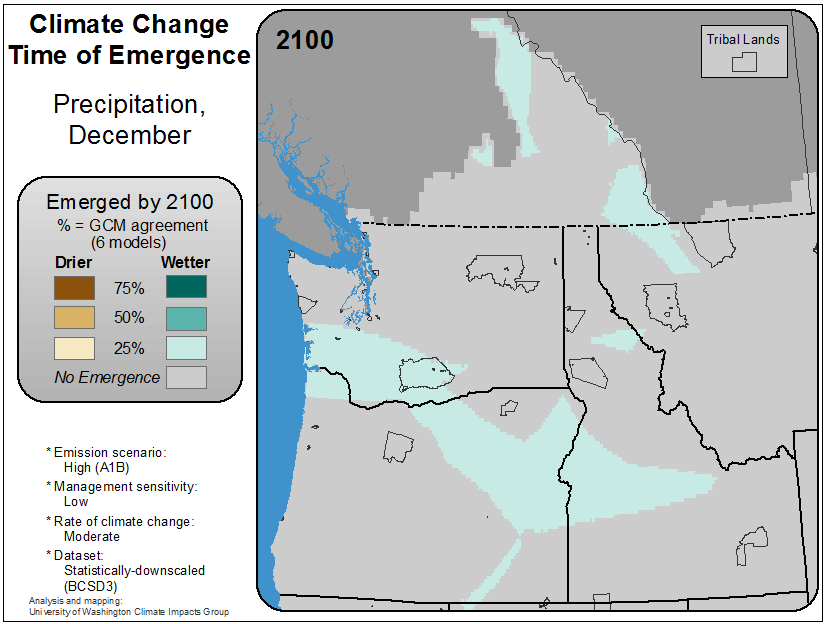 Climate Change
Time of Emergence
Precipitation,
December
Emerged by 2100
% = GCM agreement
(6 models)
Drier Wetter
75%
50%
25%
No Emergence
* Emission scenario:
High (A1B)
* Management sensitivity:
Low
* Rate of climate change:
Moderate
* Dataset:
Statistically-downscaled
(BCSD3)
Analysis and mapping:
University of Washington Climate Impacts Group
2100
Tribal Lands